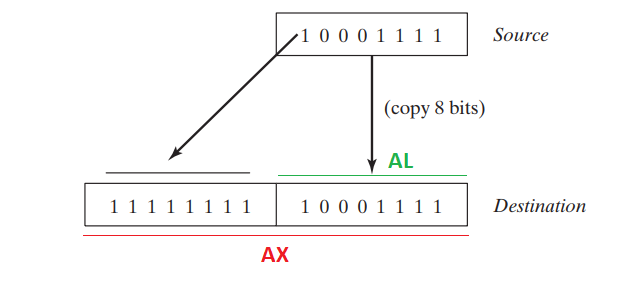 1 0 0 0 1 1 1 1 Source
(copy 8 bits)
AL
1 1 1 1 1 1 1 1 1 0 0 0 1 1 1 1 Destination
AX